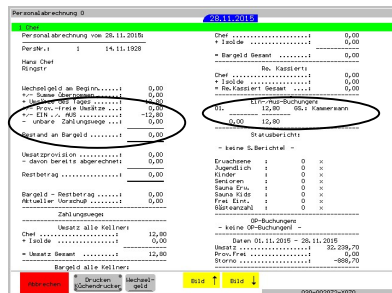 Personalabrechnung 0
28.11.2015
1 Chef
Personalabrechnung vom 28.11.2015:
PersNr.: 1 14.11.1928
Hans Chef
Ringstr
Wechselgeld am Beginn.....: 0,00
+/- Summe Übernommen......: 0,00
+ Umsätze des Tages ......: 12,80
+/- Prov.-freie Umsätze ..: 0,00
+/- EIN .. AUS ...........: -12,80
- unbare Zahlungswege ...: 0,00
Bestand an Bargeld .......: 0,00
Umsatzprovision ..........: 0,00
- davon bereits abgerechnet: 0,00
Restbetrag ...............: 0,00
Bargeld - Restbetrag .....: 0,00
Aktueller Vorschuß .......: 0,00
Zahlungswege:
Umsatz alle Kellner:
Chef .....................: 12,80
+ Isolde .................: 0,00
= Umsatz Gesamt ..........: 12,80
Bargeld alle Kellner:
Chef .....................: 0,00
+ Isolde .................: 0,00
= Bargeld Gesamt .........: 0,00
Re. Kassiert:
Chef .....................: 0,00
+ Isolde .................: 0,00
= Re.Kassiert Gesamt .....: 0,00
Ein-/Aus-Buchungen:
01. 12,80 GS.: Kammermann
0,00 12,80
Statusbericht:
- keine S.Berichte! -
Erwachsene : 0 x
Jugendlich : 0 x
Kinder : 0 x
Senioren : 0 x
Sauna Erw. : 0 x
Sauna Kids : 0 x
Frei Eint. : 0 x
Gästeanzahl : 0 x
OP-Buchungen:
- keine OP-Buchungen! -
Daten 01.11.2015 - 28.11.2015
Umsatz ...................: 32.239,70
Prov.frei ................: 0,00
Storno ...................: -888,70
Abbrechen
Drucken Küchendrucker
Wechsel-geld
Bild ↑
Bild ↓